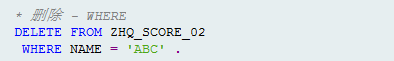 * 删除 – WHERE
DELETE FROM ZHQ_SCORE_02
WHERE NAME = 'ABC' .